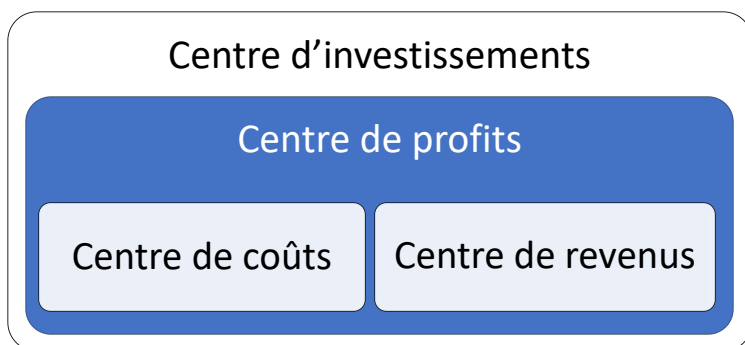 Centre d’investissements
Centre de profits
Centre de coûts
Centre de revenus